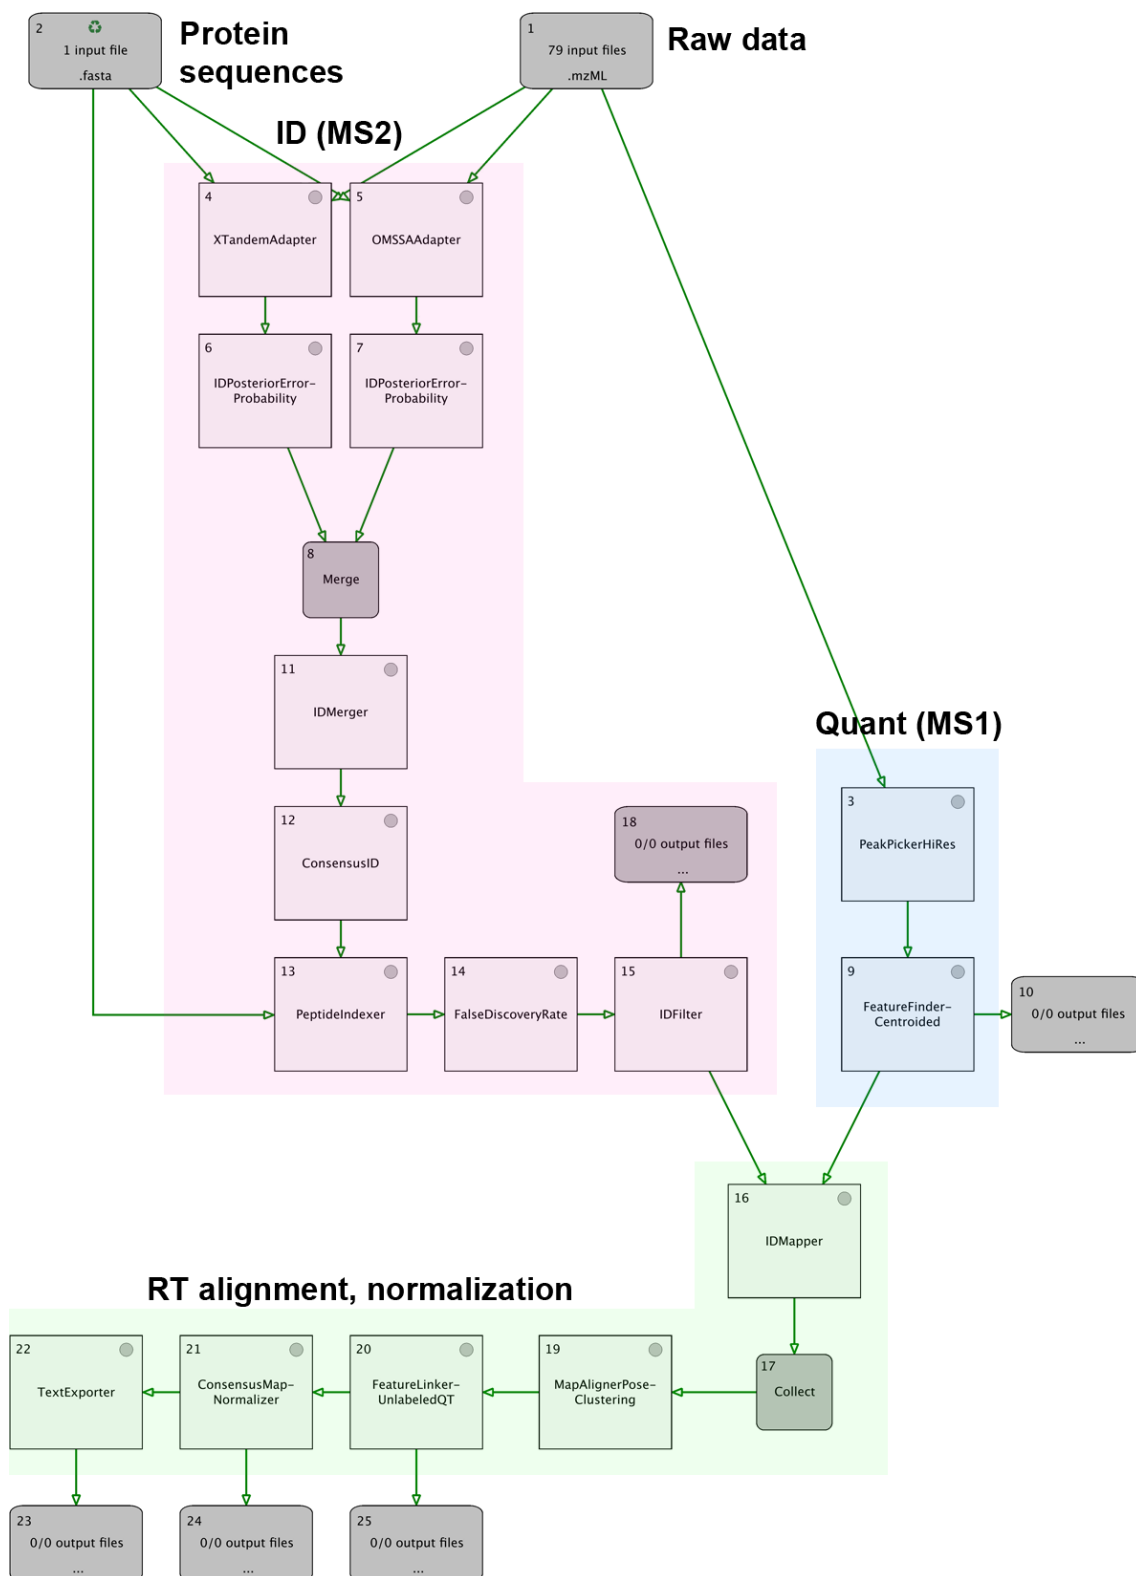 2
1 input file
.fasta
Protein
sequences
1
79 input files
.mzML
Raw data
ID (MS2)
4
XTandemAdapter
5
OMSSAAdapter
6
IDPosteriorError-
Probability
7
IDPosteriorError-
Probability
8
Merge
11
IDMerger
Quant (MS1)
12
ConsensusID
18
0/0 output files
...
3
PeakPickerHiRes
13
PeptideIndexer
14
FalseDiscoveryRate
15
IDFilter
9
FeatureFinder-
Centroided
10
0/0 output files
...
16
IDMapper
RT alignment, normalization
22
TextExporter
21
ConsensusMap-
Normalizer
20
FeatureLinker-
UnlabeledQT
19
MapAlignerPose-
Clustering
17
Collect
23
0/0 output files
...
24
0/0 output files
...
25
0/0 output files
...